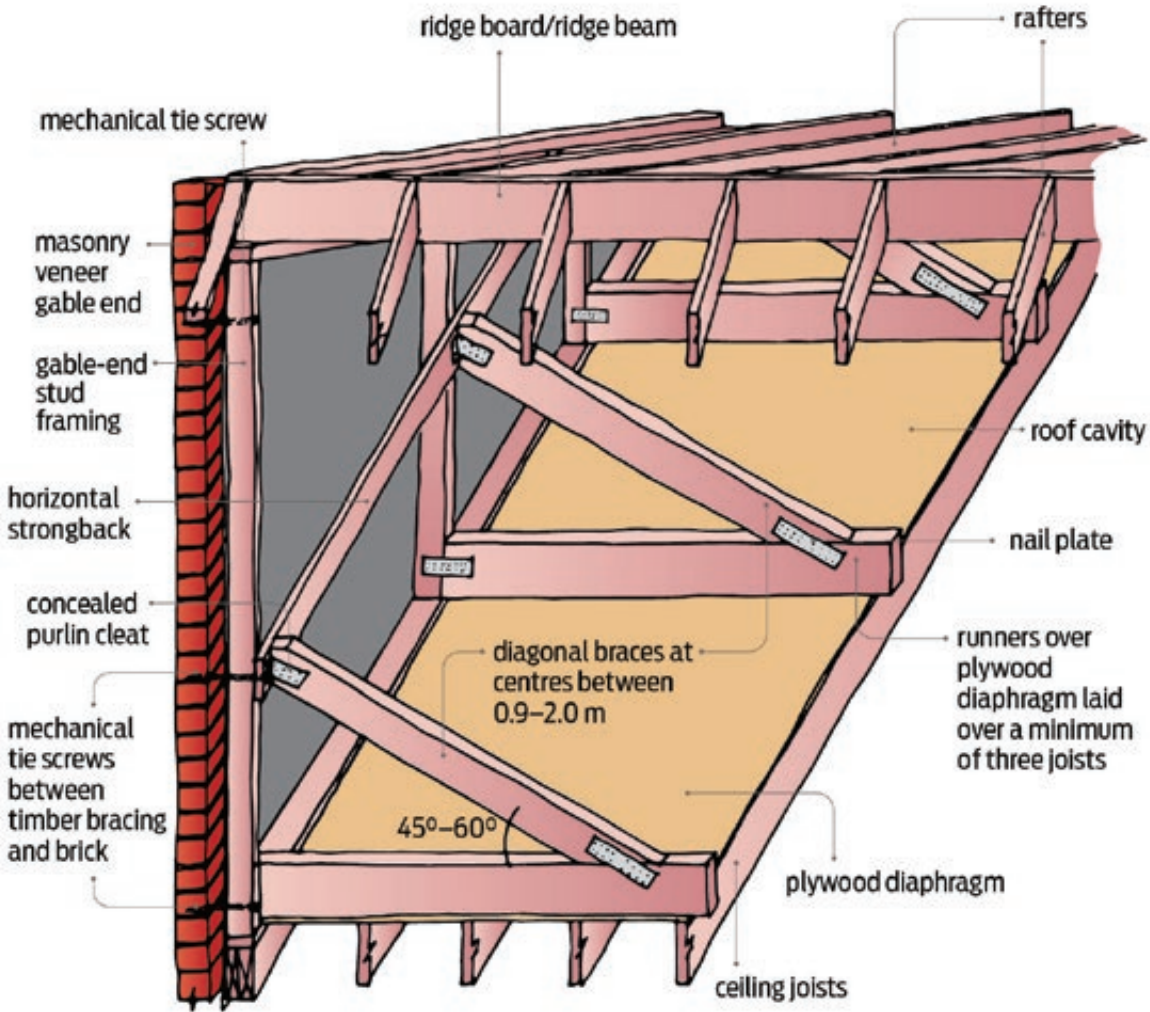 ridge board/ridge beam
rafters
mechanical tie screw
masonry
veneer
gable end
gable-end
stud
framing
roof cavity
horizontal
strongback
nail plate
concealed
purlin cleat
diagonal braces at
centres between
0.9–2.0 m
runners over
plywood
diaphragm laid
over a minimum
of three joists
mechanical
tie screws
between
timber bracing
and brick
45º–60º
plywood diaphragm
ceiling joists